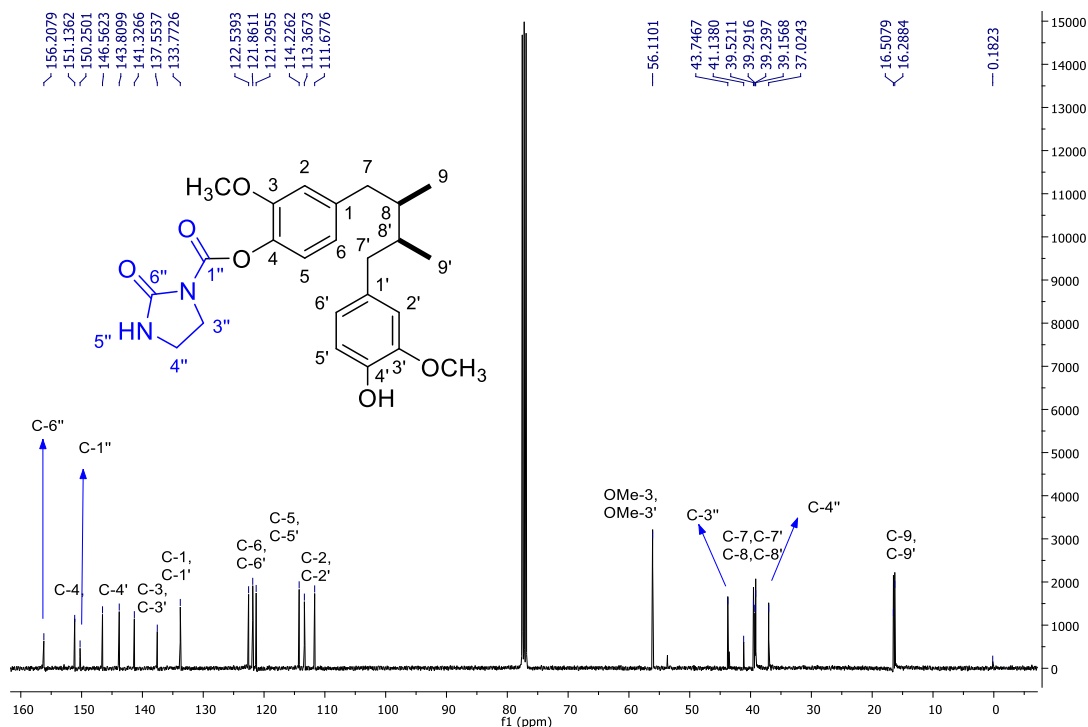 156.2079
151.1362
150.2501
146.5623
143.8099
141.3266
137.5537
133.7726
122.5393
121.8611
121.2955
114.2262
113.3673
111.6776
56.1101
43.7467
41.1380
39.5211
39.2916
39.2397
39.1568
37.0243
16.5079
16.2884
0.1823
15000
14000
13000
12000
11000
10000
9000
8000
7000
6000
5000
4000
3000
2000
1000
0
2
7
9
3
H₃CO
1
8
O
8'
4
6
7'
9'
O
5
O
6''
1''
N
1'
6'
2'
HN
3''
5''
5'
3'
4''
4'
OCH₃
OH
C-6''
C-1''
C-4,
C-4'
C-3,
C-3'
C-1,
C-1'
C-6,
C-6'
C-5,
C-5'
C-2,
C-2'
OMe-3,
OMe-3'
C-3''
C-7,C-7'
C-8,C-8'
C-4''
C-9,
C-9'
160 150 140 130 120 110 100 90 80 70 60 50 40 30 20 10 0
f1 (ppm)